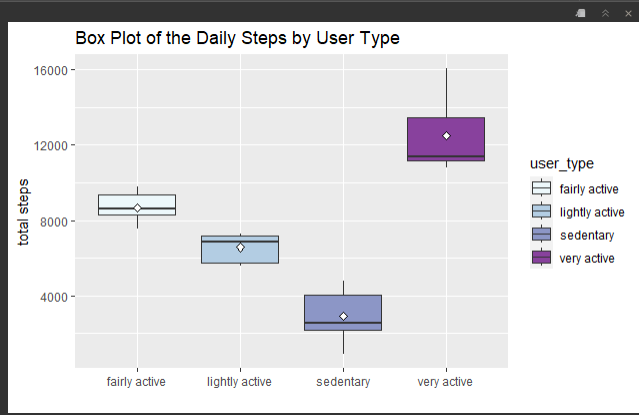 Box Plot of the Daily Steps by User Type
16000
12000
8000
4000
total steps
fairly active
lightly active
sedentary
very active
user_type
fairly active
lightly active
sedentary
very active